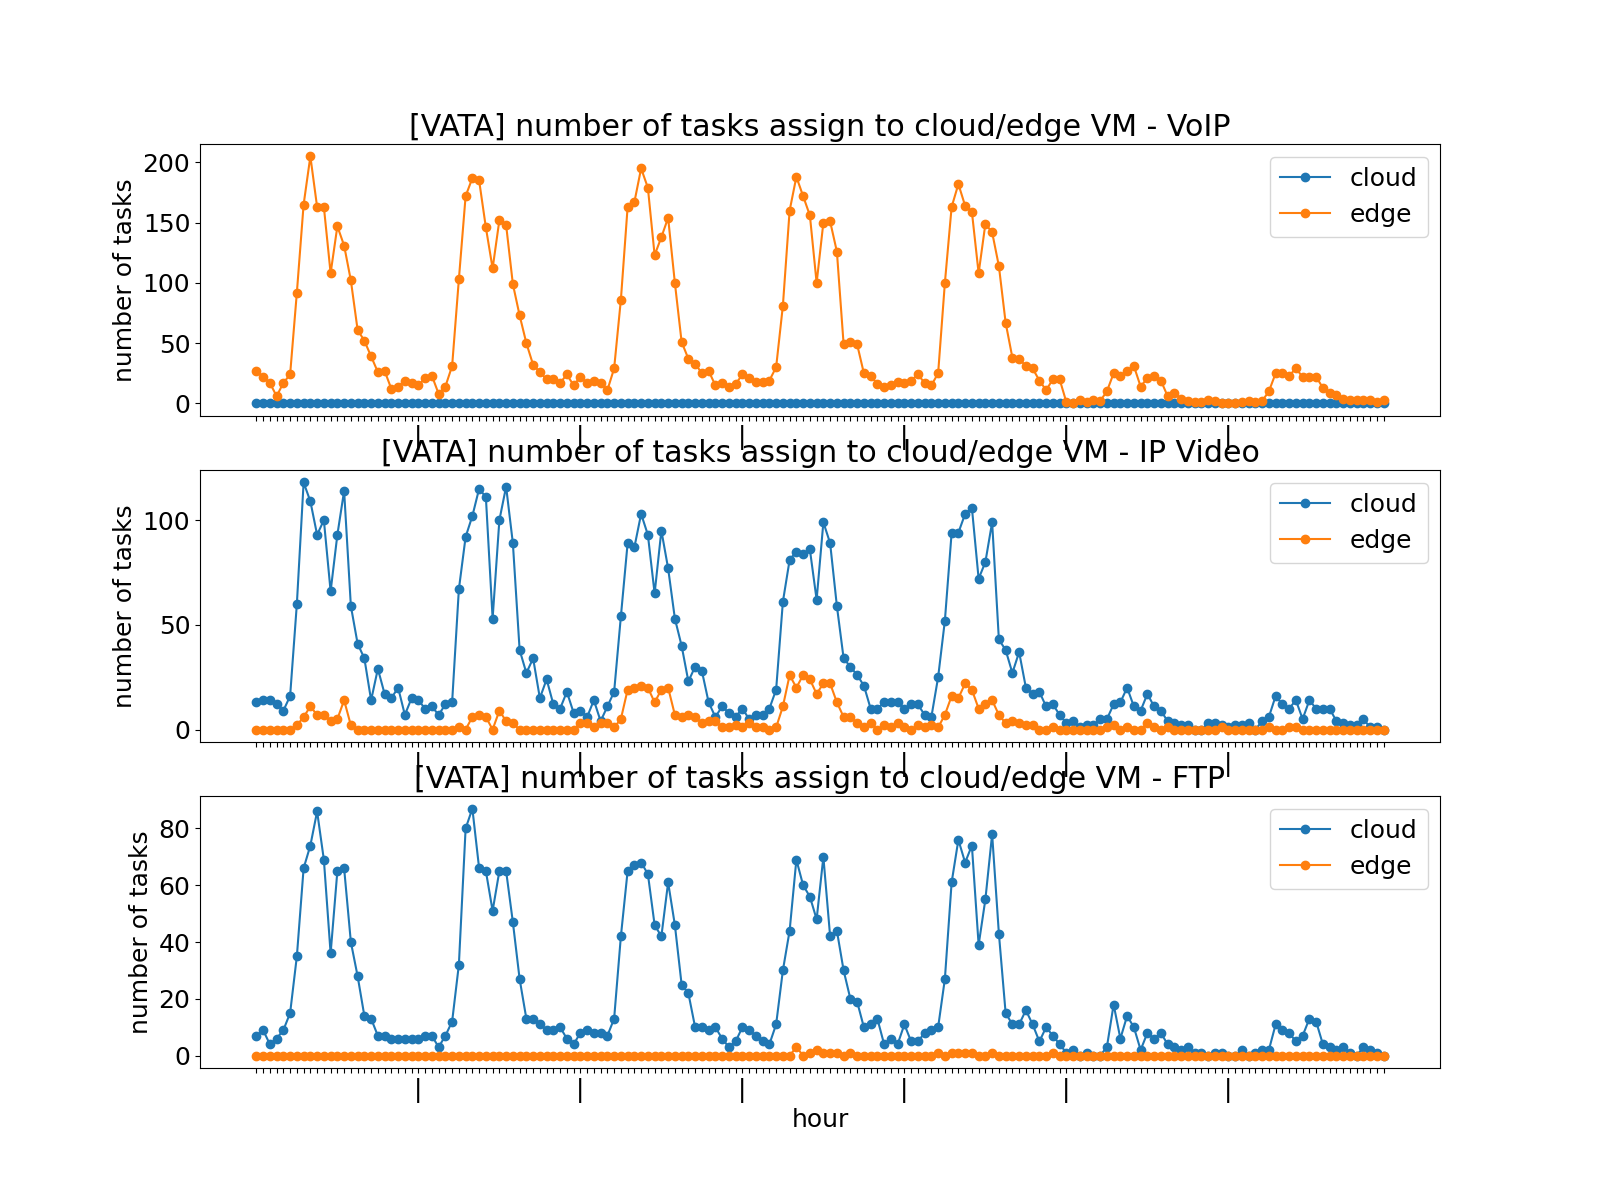 [VATA] number of tasks assign to cloud/edge VM - VoIP
number of tasks
200
150
100
50
0
cloud
edge
[VATA] number of tasks assign to cloud/edge VM - IP Video
number of tasks
100
50
0
cloud
edge
[VATA] number of tasks assign to cloud/edge VM - FTP
number of tasks
80
60
40
20
0
cloud
edge
hour